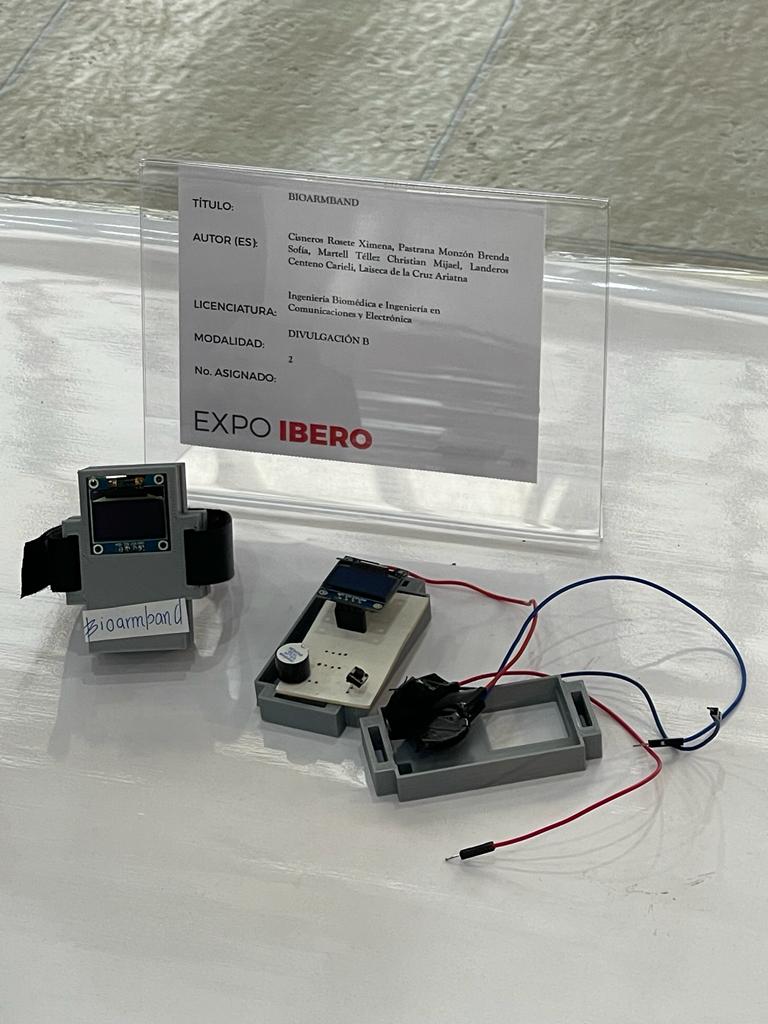 TÍTULO: BIOARMBAND
AUTOR (ES): Cisneros Rosete Ximena, Pastrana Monzón Brenda
Sofía, Martell Téllez Christian Mijael, Landeros
Centeno Carieli, Laiseca de la Cruz Ariatna
LICENCIATURA: Ingeniería Biomédica e Ingeniería en
Comunicaciones y Electrónica
MODALIDAD: DIVULGACIÓN B
No. ASIGNADO: 2
EXPO IBERO
Bioarmband